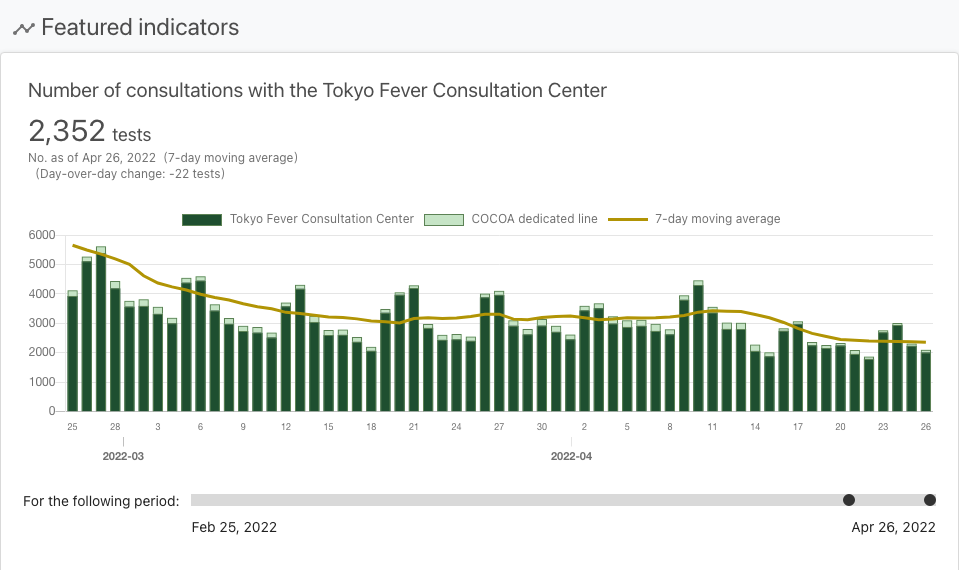 Featured indicators
Number of consultations with the Tokyo Fever Consultation Center
2,352 tests
No. as of Apr 26, 2022 (7-day moving average)
(Day-over-day change: -22 tests)
Tokyo Fever Consultation Center COCOA dedicated line 7-day moving average
6000
5000
4000
3000
2000
1000
0
25 28 3 6 9 12 15 18 21 24 27 30 2 5 8 11 14 17 20 23 26
2022-03 2022-04
For the following period:
Feb 25, 2022 Apr 26, 2022